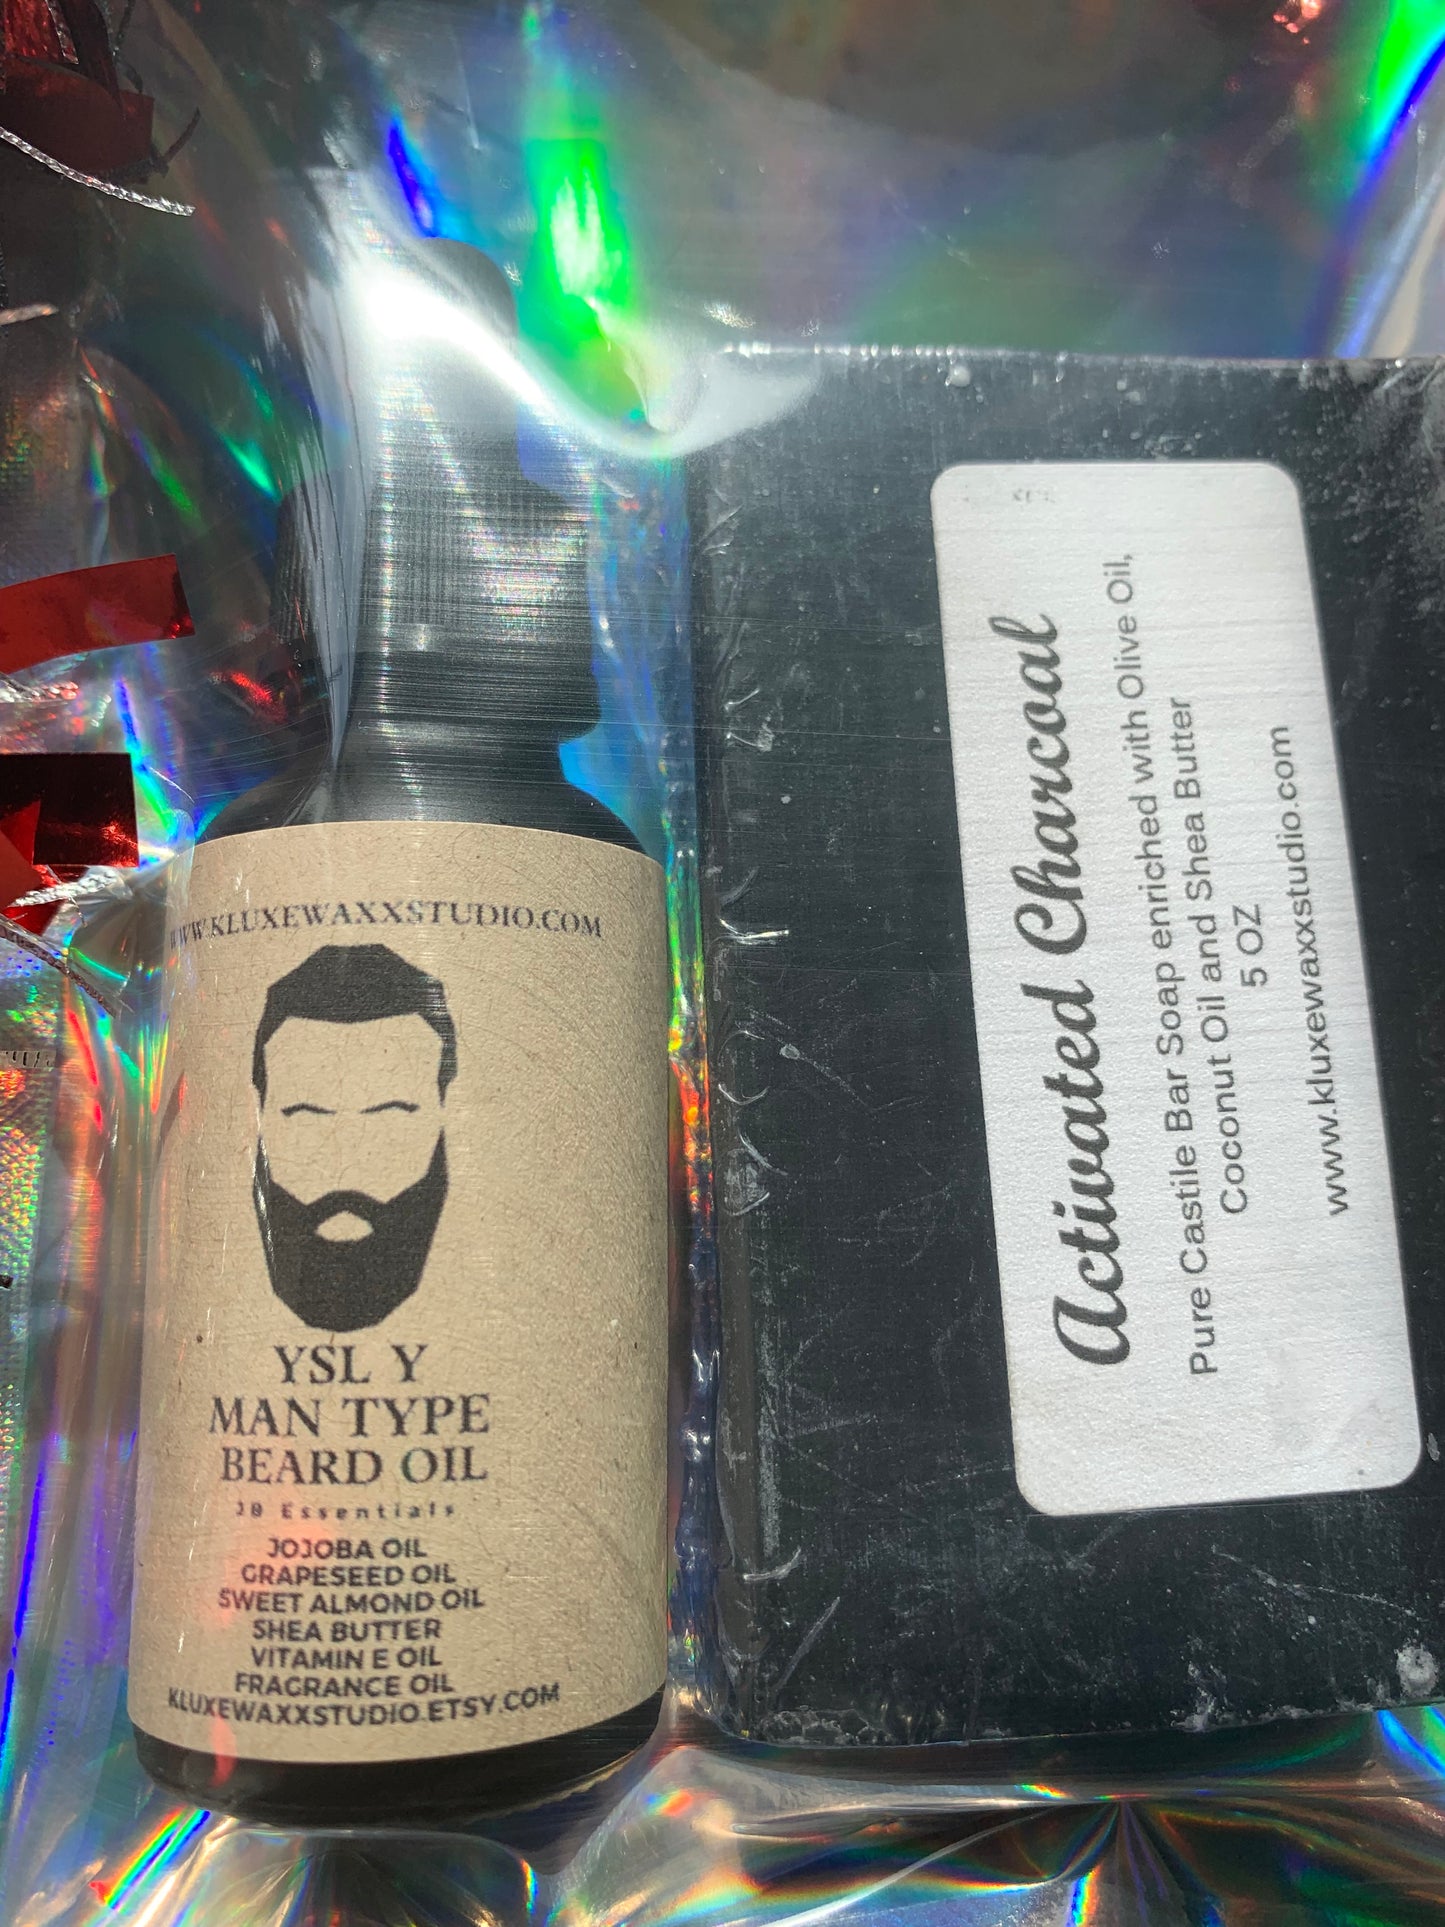 WWW.KLUXEWAXXSTUDIO.COM
YSL Y
MAN TYPE
BEARD OIL
Essentials
JOJOBA OIL
GRAPESEED OIL
SWEET ALMOND OIL
SHEA BUTTER
VITAMIN E OIL
FRAGRANCE OIL
KLUXEWAXXSTUDIO.ETSY.COM
Activated Charcoal
Pure Castile Bar Soap enriched with Olive Oil,
Coconut Oil and Shea Butter
5 OZ
www.kluxewaxxstudio.com